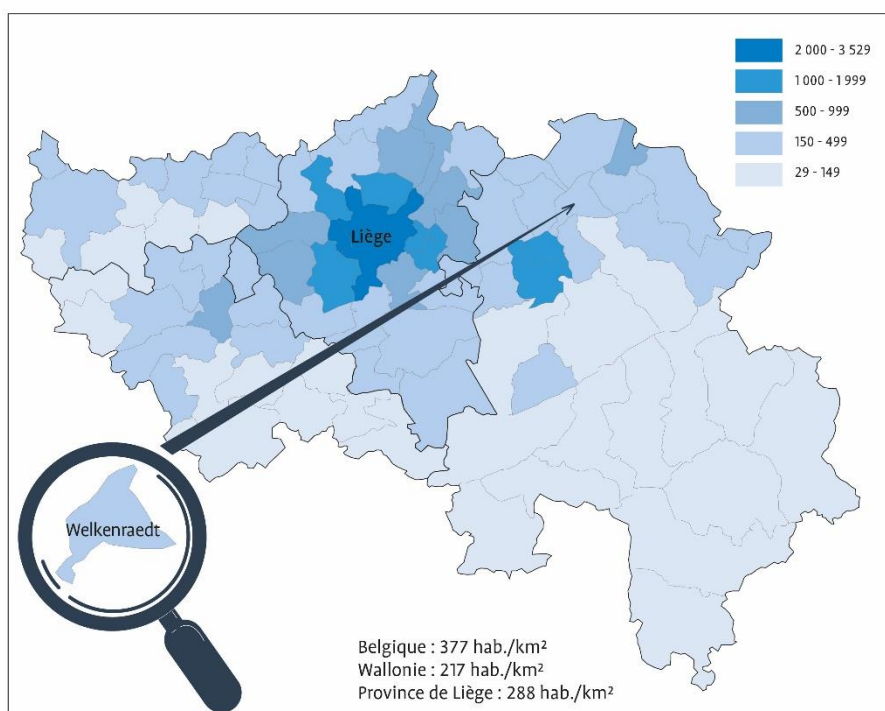 2 000 - 3 529
1 000 - 1 999
500 - 999
150 - 499
29 - 149
Liège
Welkenraedt
Belgique : 377 hab./km²
Wallonie : 217 hab./km²
Province de Liège : 288 hab./km²